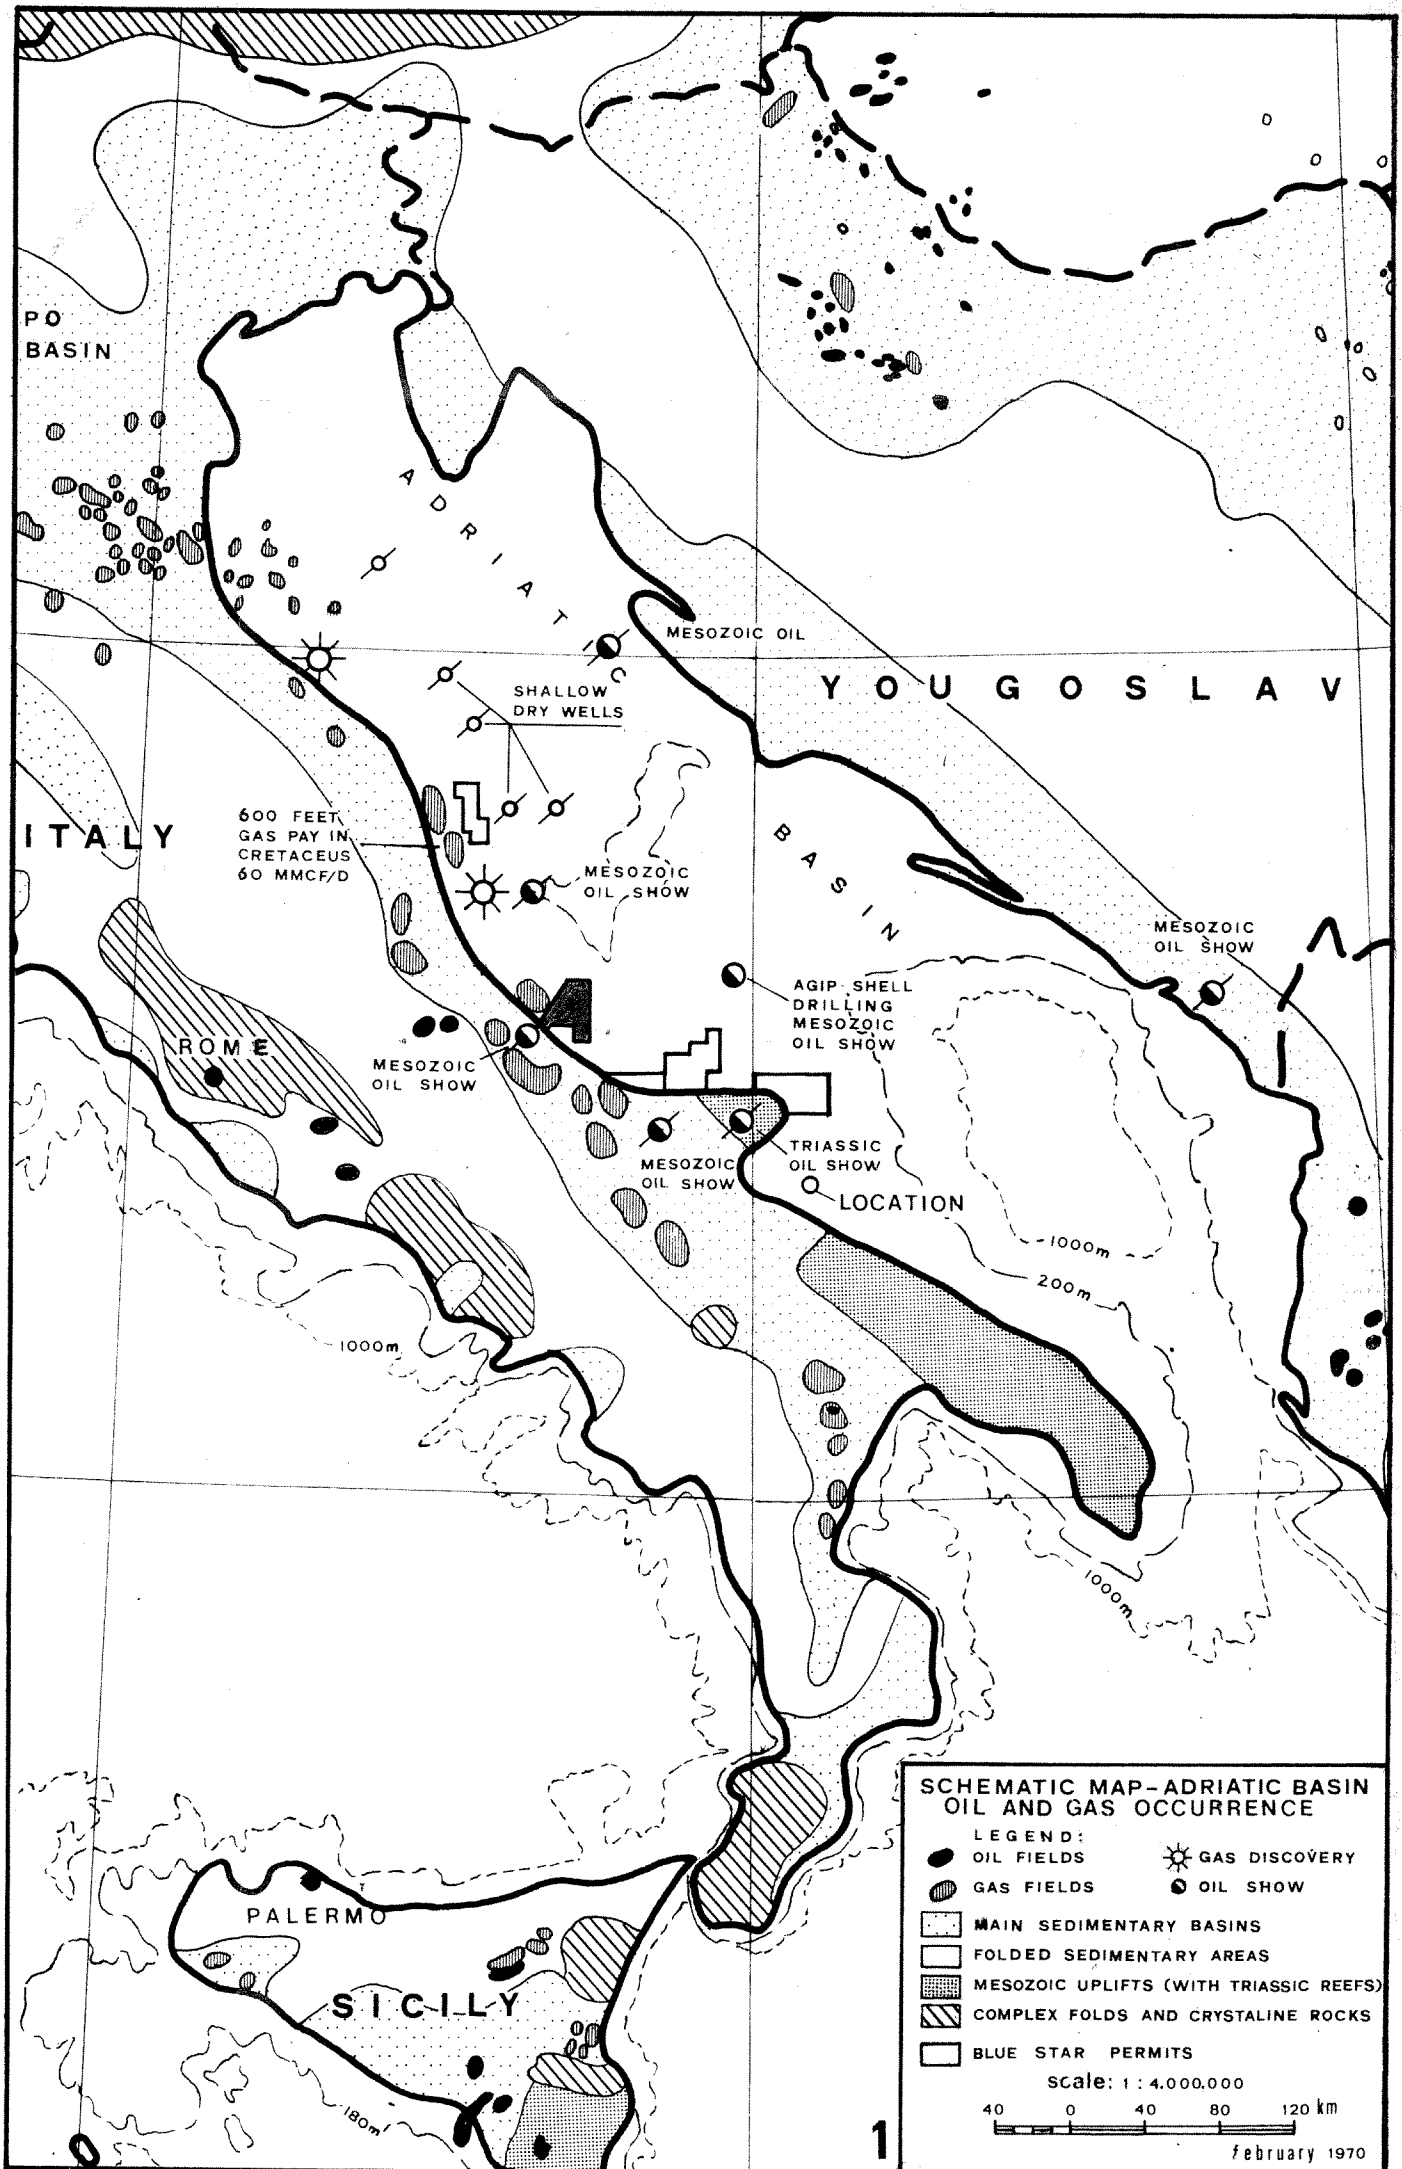 PO
BASIN
ADRIATIC
MESOZOIC OIL
YOUGOSLAV
SHALLOW
DRY WELLS
600 FEET
GAS PAY IN
CRETACEUS
60 MMCF/D
ITALY
MESOZOIC
OIL SHOW
BASIN
MESOZOIC
OIL SHOW
AGIP SHELL
DRILLING
MESOZOIC
OIL SHOW
4
ROME
MESOZOIC
OIL SHOW
MESOZOIC
OIL SHOW
TRIASSIC
OIL SHOW
LOCATION
1000m
200m
1000m
1000m
PALERMO
SICILY
180m
1
SCHEMATIC MAP-ADRIATIC BASIN
OIL AND GAS OCCURRENCE
LEGEND:
OIL FIELDS
GAS DISCOVERY
GAS FIELDS
OIL SHOW
MAIN SEDIMENTARY BASINS
FOLDED SEDIMENTARY AREAS
MESOZOIC UPLIFTS (WITH TRIASSIC REEFS)
COMPLEX FOLDS AND CRYSTALINE ROCKS
BLUE STAR PERMITS
scale: 1:4.000.000
40 0 40 80 120 km
february 1970